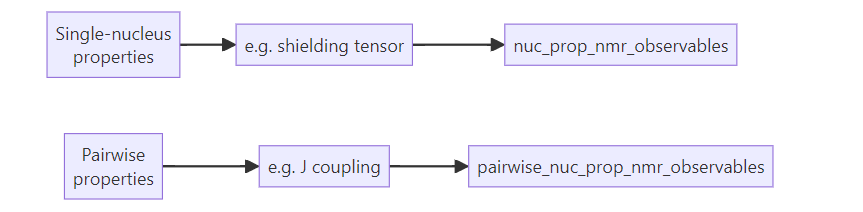 Single-nucleus
properties
e.g. shielding tensor
nuc_prop_nmr_observables
Pairwise
properties
e.g. J coupling
pairwise_nuc_prop_nmr_observables